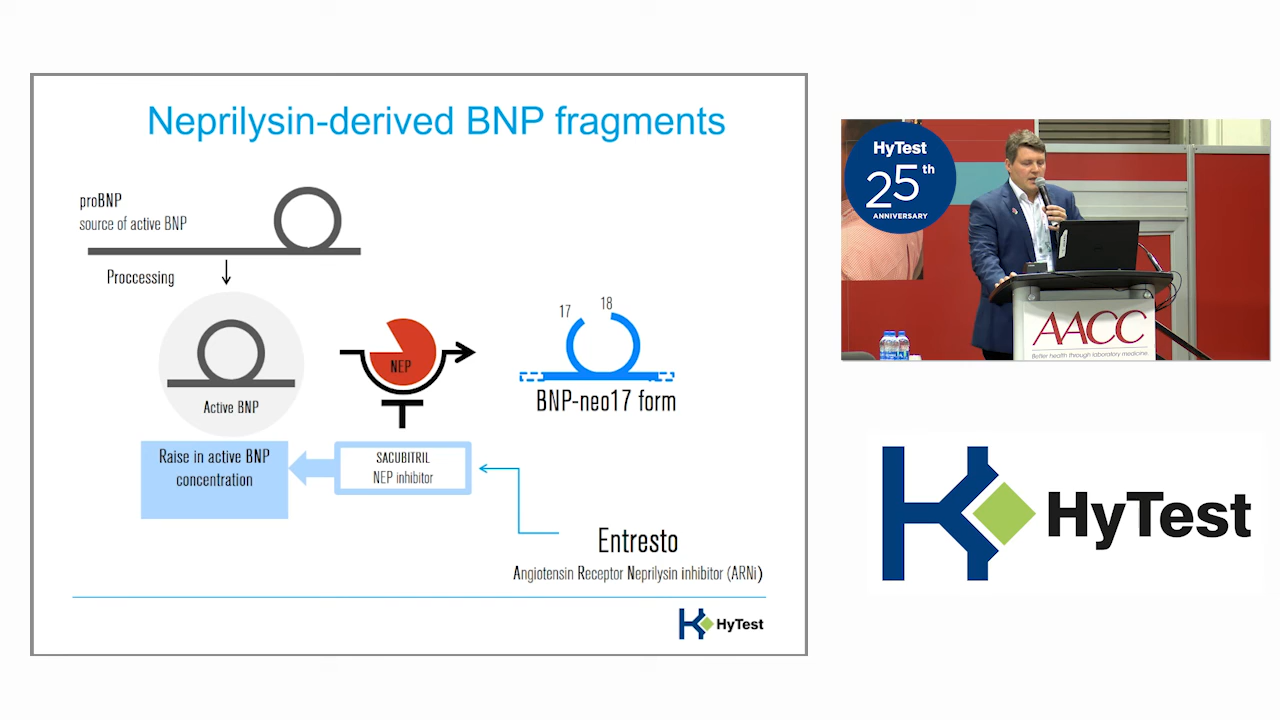 Neprilysin-derived BNP fragments
proBNP
source of active BNP
Proccessing
Active BNP
NEP
17
18
BNP-neo17 form
Raise in active BNP
concentration
SACUBITRIL
NEP inhibitor
Entresto
Angiotensin Receptor Neprilysin inhibitor (ARNi)
HyTest
HyTest
25th
ANNIVERSARY
AACC
Better health through laboratory medicine.
HyTest